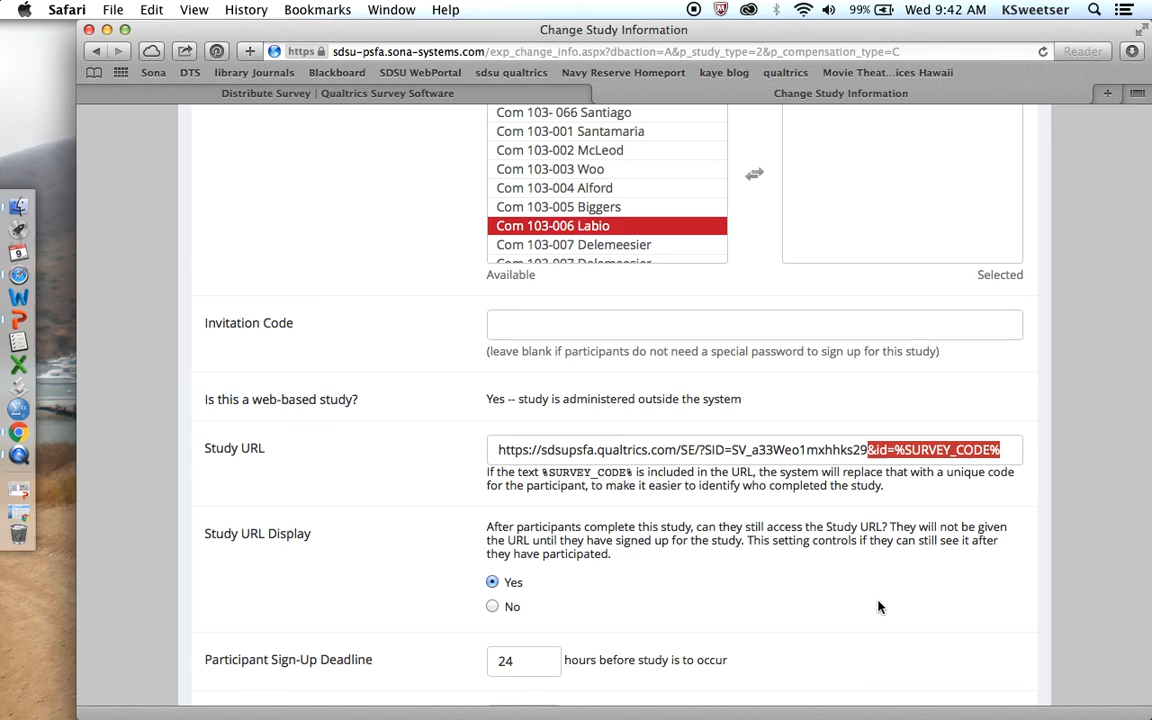 Safari File Edit View History Bookmarks Window Help 99% Wed 9:42 AM KSweetser
Change Study Information
https sdsu-psfa.sona-systems.com/exp_change_info.aspx?dbaction=A&p_study_type=2&p_compensation_type=C Reader
Sona DTS library Journals Blackboard SDSU WebPortal sdsu qualtrics Navy Reserve Homeport kaye blog qualtrics Movie Theat...ices Hawaii
Distribute Survey | Qualtrics Survey Software Change Study Information
Com 103- 066 Santiago
Com 103-001 Santamaria
Com 103-002 McLeod
Com 103-003 Woo
Com 103-004 Alford
Com 103-005 Biggers
Com 103-006 Labio
Com 103-007 Delemeesier
Com 103-007 Delemeesier
Available Selected
Invitation Code
(leave blank if participants do not need a special password to sign up for this study)
Is this a web-based study? Yes -- study is administered outside the system
Study URL https://sdsupsfa.qualtrics.com/SE/?SID=SV_a33Weo1mxhhks29&id=%SURVEY_CODE%
If the text %SURVEY_CODE% is included in the URL, the system will replace that with a unique code
for the participant, to make it easier to identify who completed the study.
Study URL Display After participants complete this study, can they still access the Study URL? They will not be given
the URL until they have signed up for the study. This setting controls if they can still see it after
they have participated.
Yes
No
Participant Sign-Up Deadline 24 hours before study is to occur